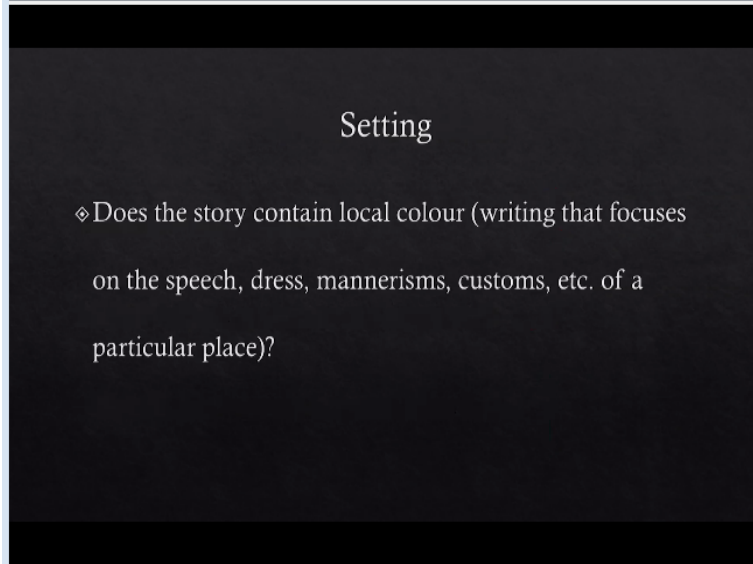 Setting
Does the story contain local colour (writing that focuses
on the speech, dress, mannerisms, customs, etc. of a
particular place)?